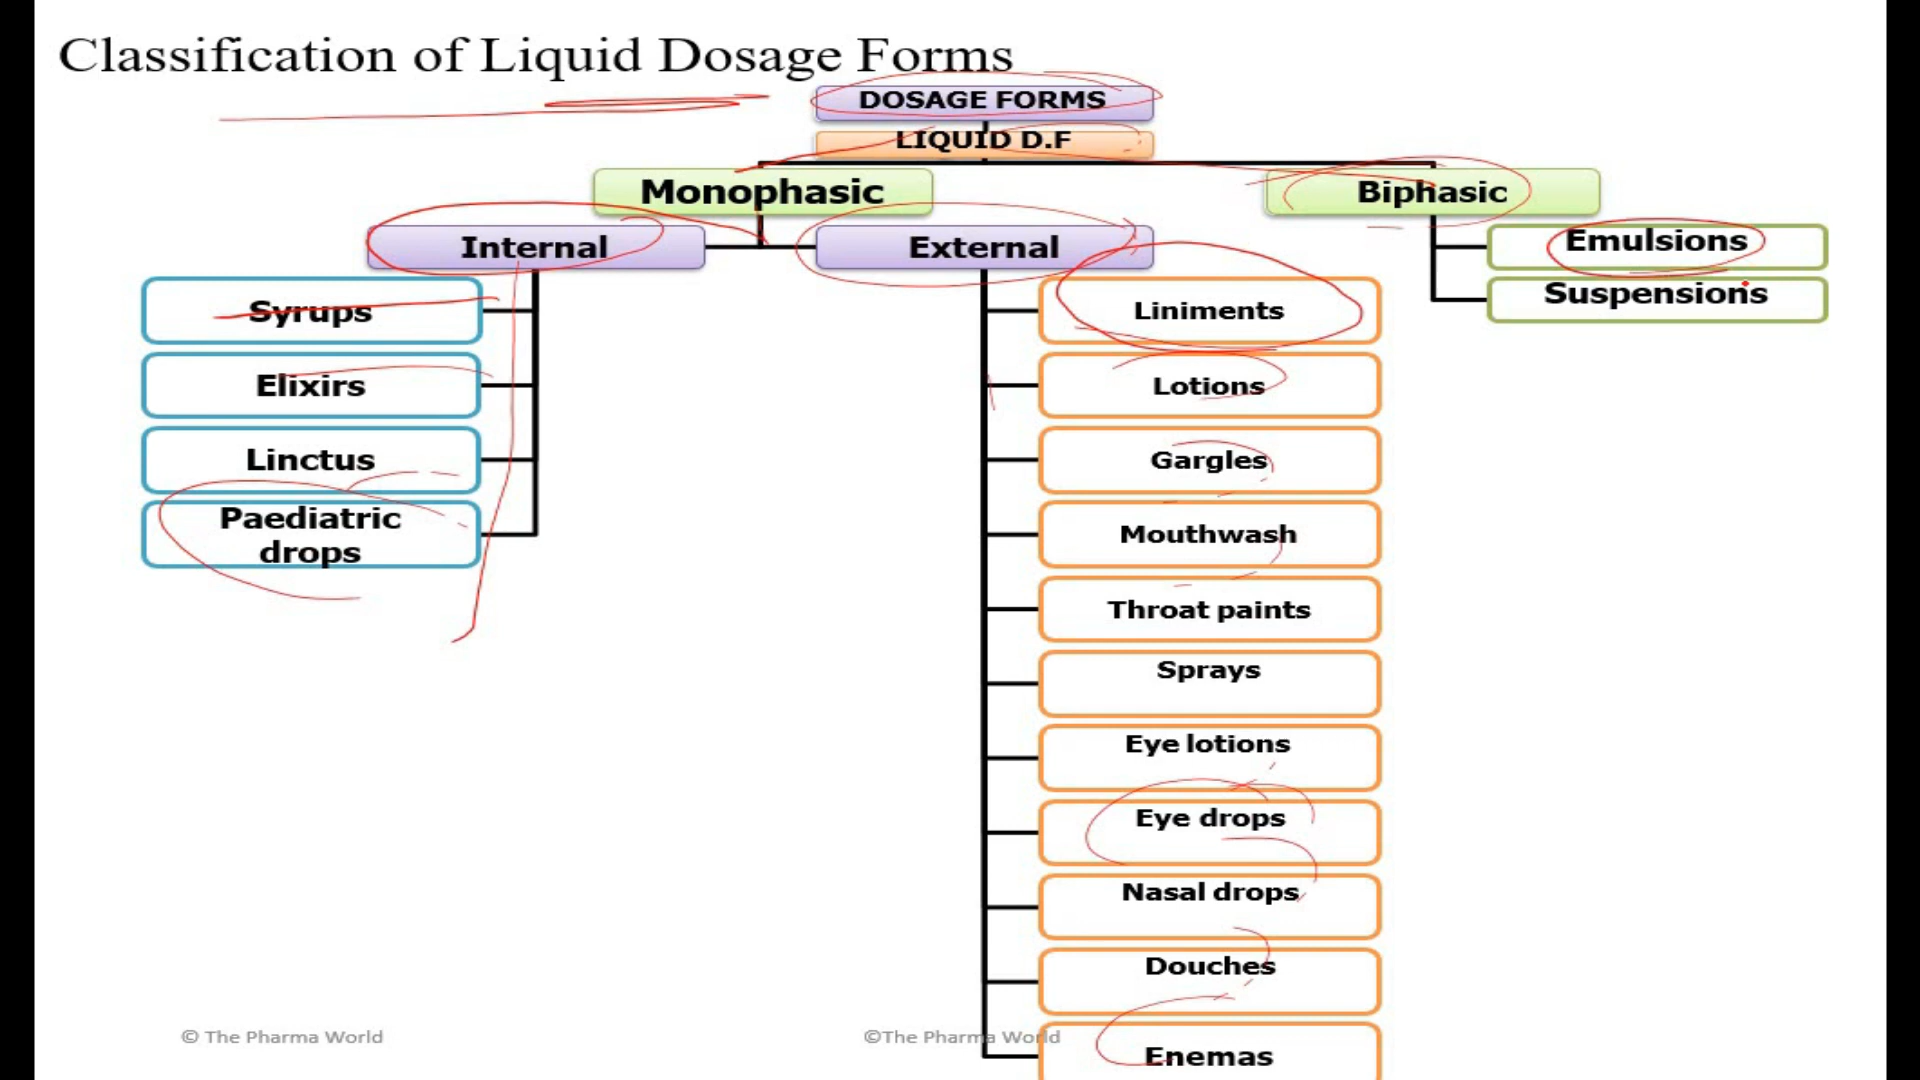 Classification of Liquid Dosage Forms
DOSAGE FORMS
LIQUID D.F
Monophasic
Biphasic
Internal
External
Emulsions
Suspensions
Syrups
Elixirs
Linctus
Paediatric
drops
Liniments
Lotions
Gargles
Mouthwash
Throat paints
Sprays
Eye lotions
Eye drops
Nasal drops
Douches
Enemas
© The Pharma World
©The Pharma World